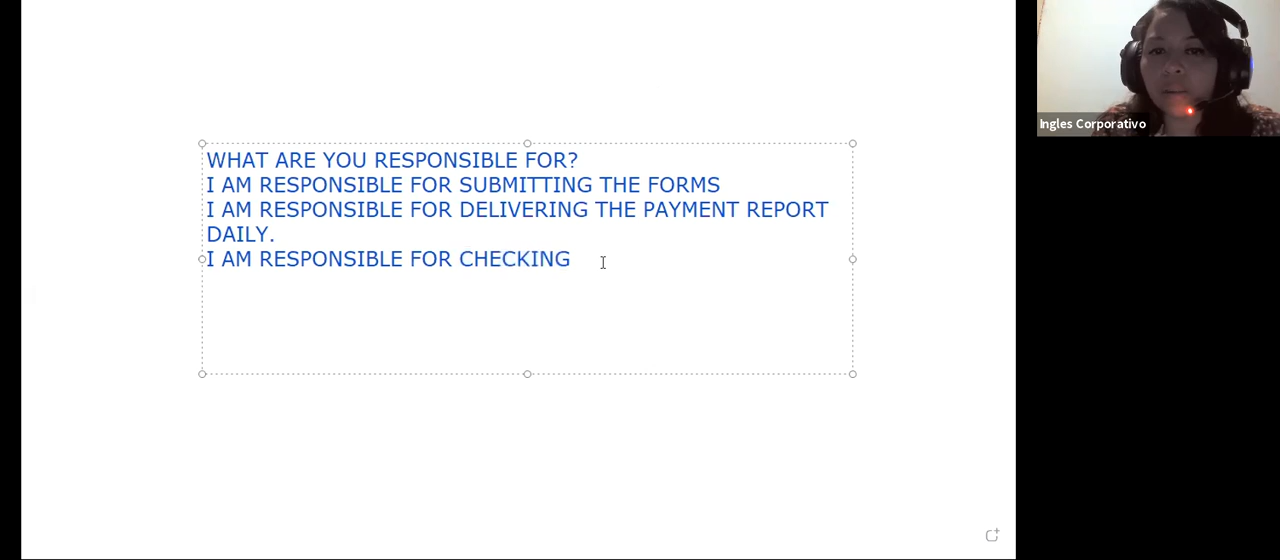 WHAT ARE YOU RESPONSIBLE FOR?
I AM RESPONSIBLE FOR SUBMITTING THE FORMS
I AM RESPONSIBLE FOR DELIVERING THE PAYMENT REPORT
DAILY.
I AM RESPONSIBLE FOR CHECKING
Ingles Corporativo